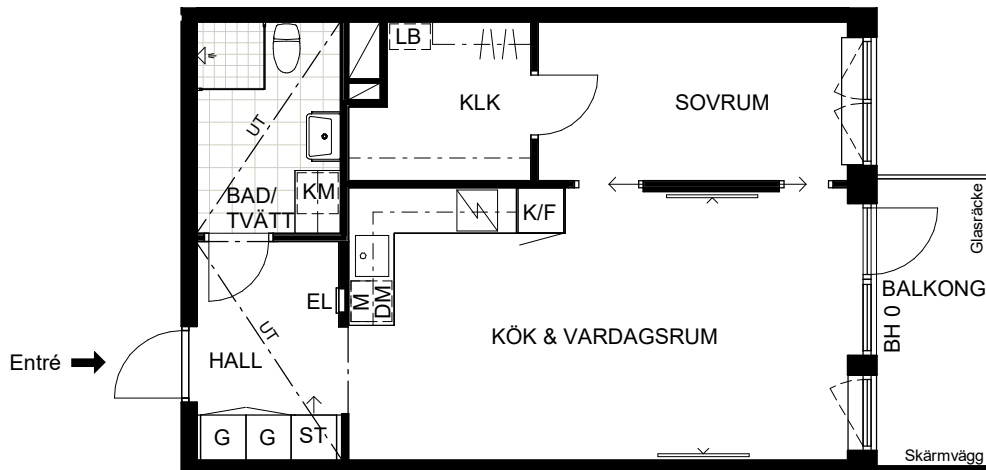 LB
KLK
SOVRUM
UT
BAD/
TVÄTT
KM
K/F
Glasräcke
EL
M
DM
BALKONG
BH 0
KÖK & VARDAGSRUM
UT
HALL
Entré
G
G
ST
Skärmvägg